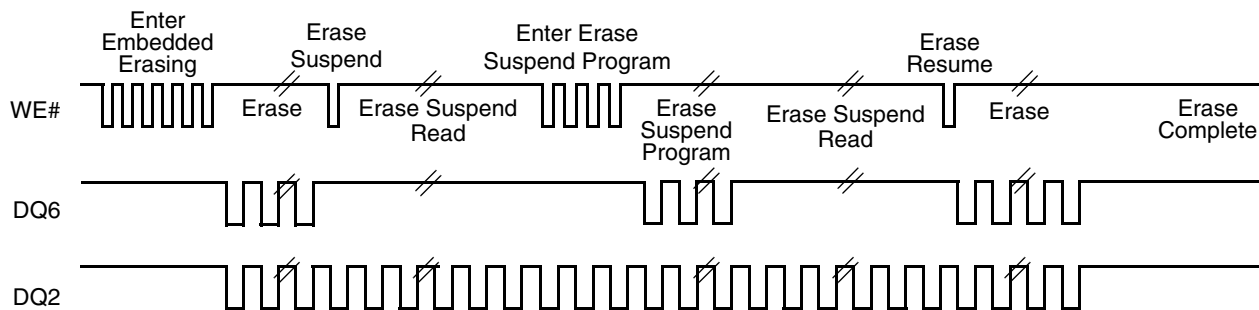 Enter
Embedded
Erasing
Erase
Suspend
Enter Erase
Suspend Program
Erase
Resume
WE#
Erase
Erase Suspend
Read
Erase
Suspend
Program
Erase Suspend
Read
Erase
Erase
Complete
DQ6
DQ2